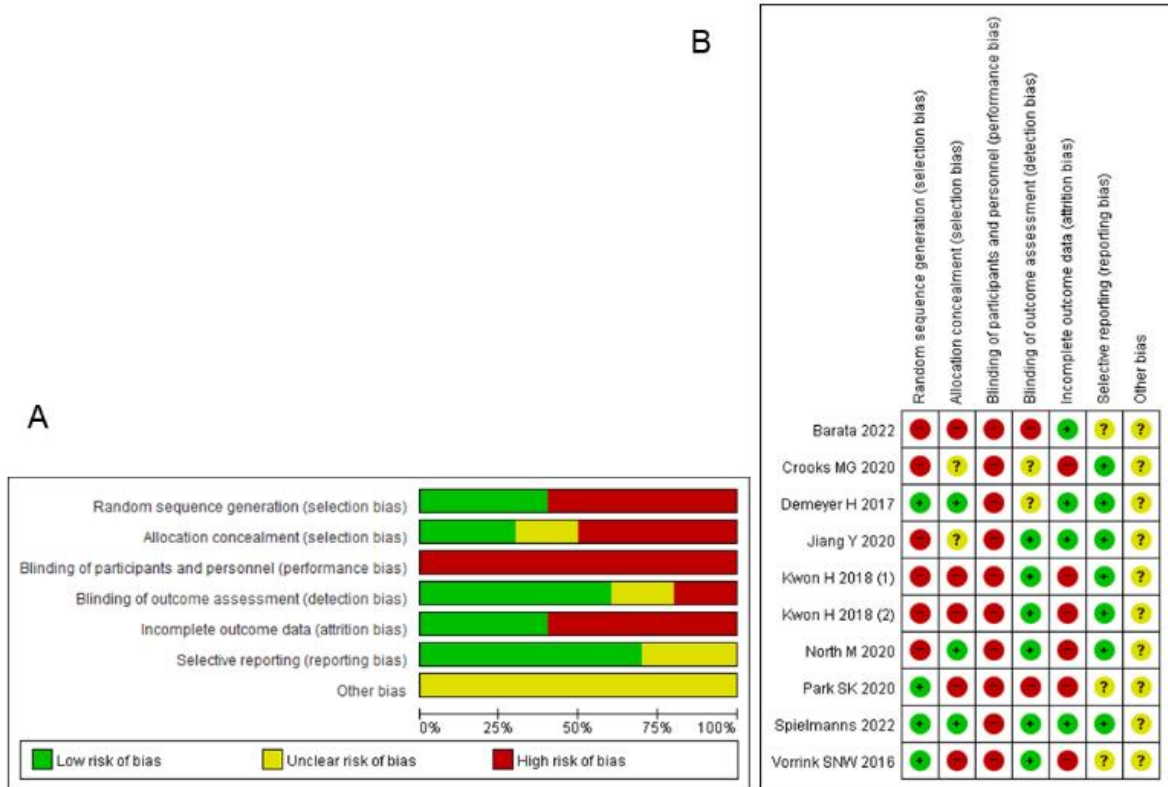 A
Random sequence generation (selection bias)
Allocation concealment (selection bias)
Blinding of participants and personnel (performance bias)
Blinding of outcome assessment (detection bias)
Incomplete outcome data (attrition bias)
Selective reporting (reporting bias)
Other bias
0% 25% 50% 75% 100%
Low risk of bias Unclear risk of bias High risk of bias
B
Random sequence generation (selection bias)
Allocation concealment (selection bias)
Blinding of participants and personnel (performance bias)
Blinding of outcome assessment (detection bias)
Incomplete outcome data (attrition bias)
Selective reporting (reporting bias)
Other bias
Barata 2022 - - - - + ? ?
Crooks MG 2020 - ? - ? - + ?
Demeyer H 2017 + + - ? + + ?
Jiang Y 2020 - ? - + + + ?
Kwon H 2018 (1) - - - + - + ?
Kwon H 2018 (2) - - - + - + ?
North M 2020 - + - + - + ?
Park SK 2020 + - - - - ? ?
Spielmanns 2022 + + - + + + ?
Vorrink SNW 2016 + - - + - ? ?